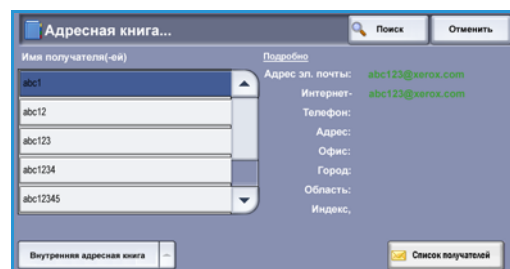 Адресная книга...
Поиск
Отменить
Имя получателя(-ей)
abc1
abc12
abc123
abc1234
abc12345
Подробно
Адрес эл. почты: abc123@xerox.com
Интернет- abc123@xerox.com
Телефон:
Адрес:
Офис:
Город:
Область:
Индекс,
Внутренняя адресная книга
Список получателей